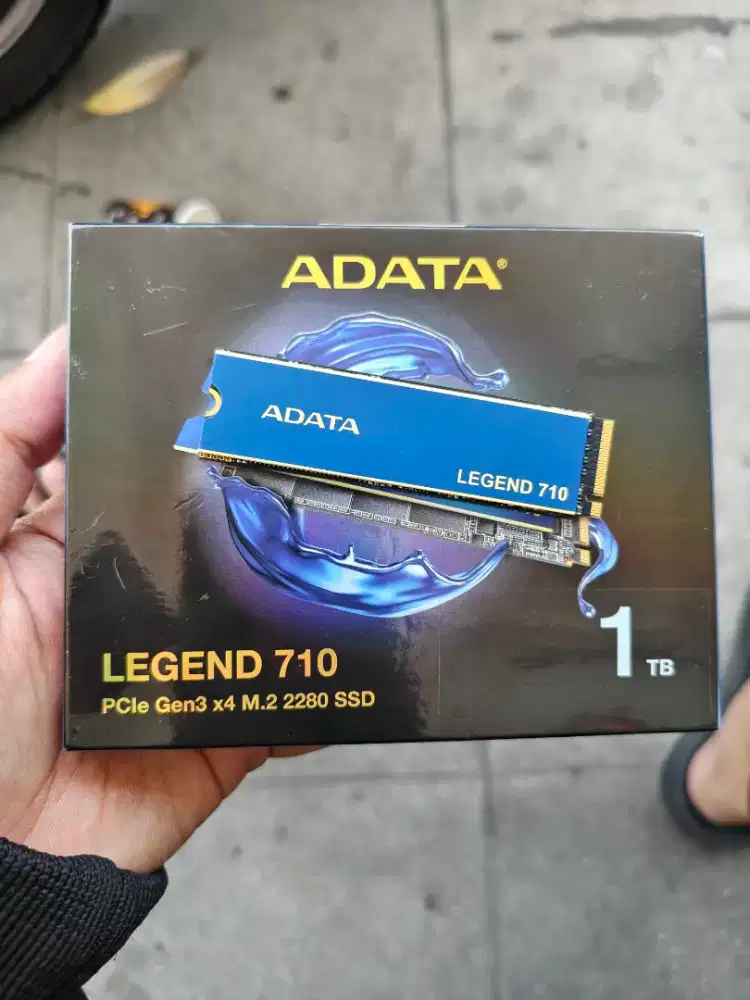 ADATA®
ADATA
LEGEND 710
1 TB
LEGEND 710
PCIe Gen3 x4 M.2 2280 SSD